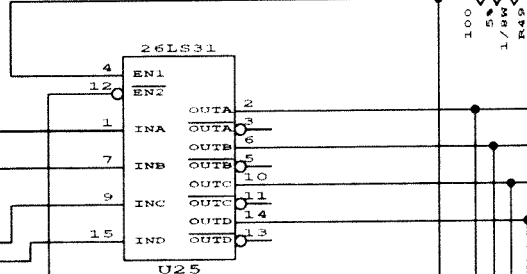 26LS31
4 EN1
12 EN2
OUTA 2
1 INA OUTA 3
OUTB 6
7 INB OUTB 5
OUTC 10
9 INC OUTC 11
OUTD 14
15 IND OUTD 13
U25
100
5%
1/8W
R49